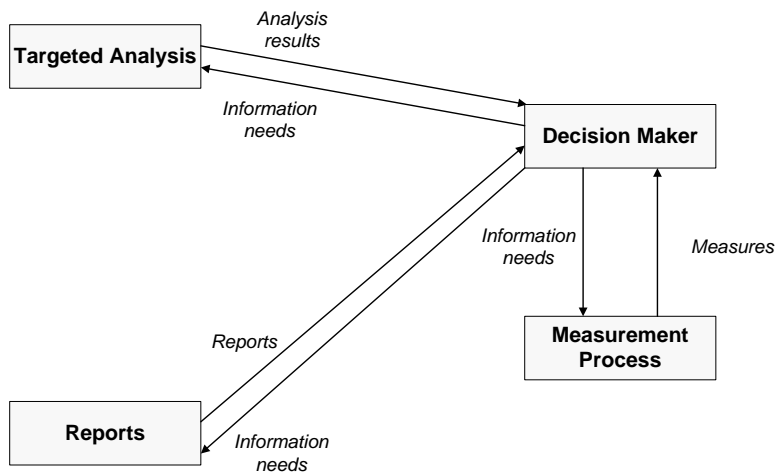 Analysis
results
Targeted Analysis
Information
needs
Decision Maker
Information
needs
Measures
Measurement
Process
Reports
Reports
Information
needs